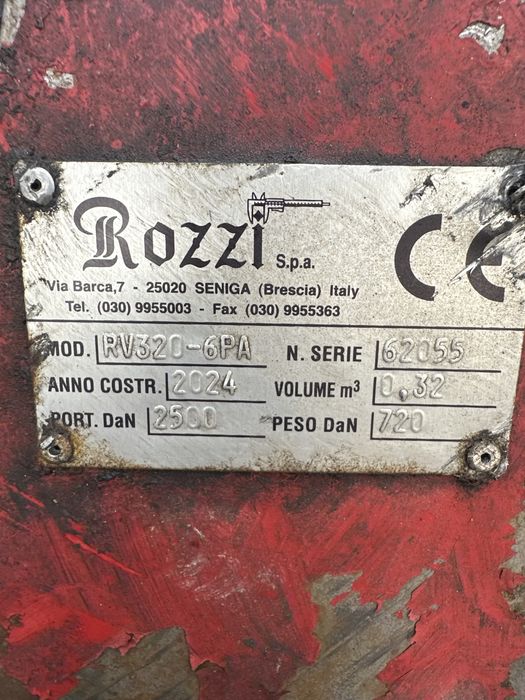 Rozzi S.p.a. CE
Via Barca,7 - 25020 SENIGA (Brescia) Italy
Tel. (030) 9955003 - Fax (030) 9955363
MOD. RV320-6PA N. SERIE 62055
ANNO COSTR. 2024 VOLUME m³ 0,32
PORT. DaN 2500 PESO DaN 720